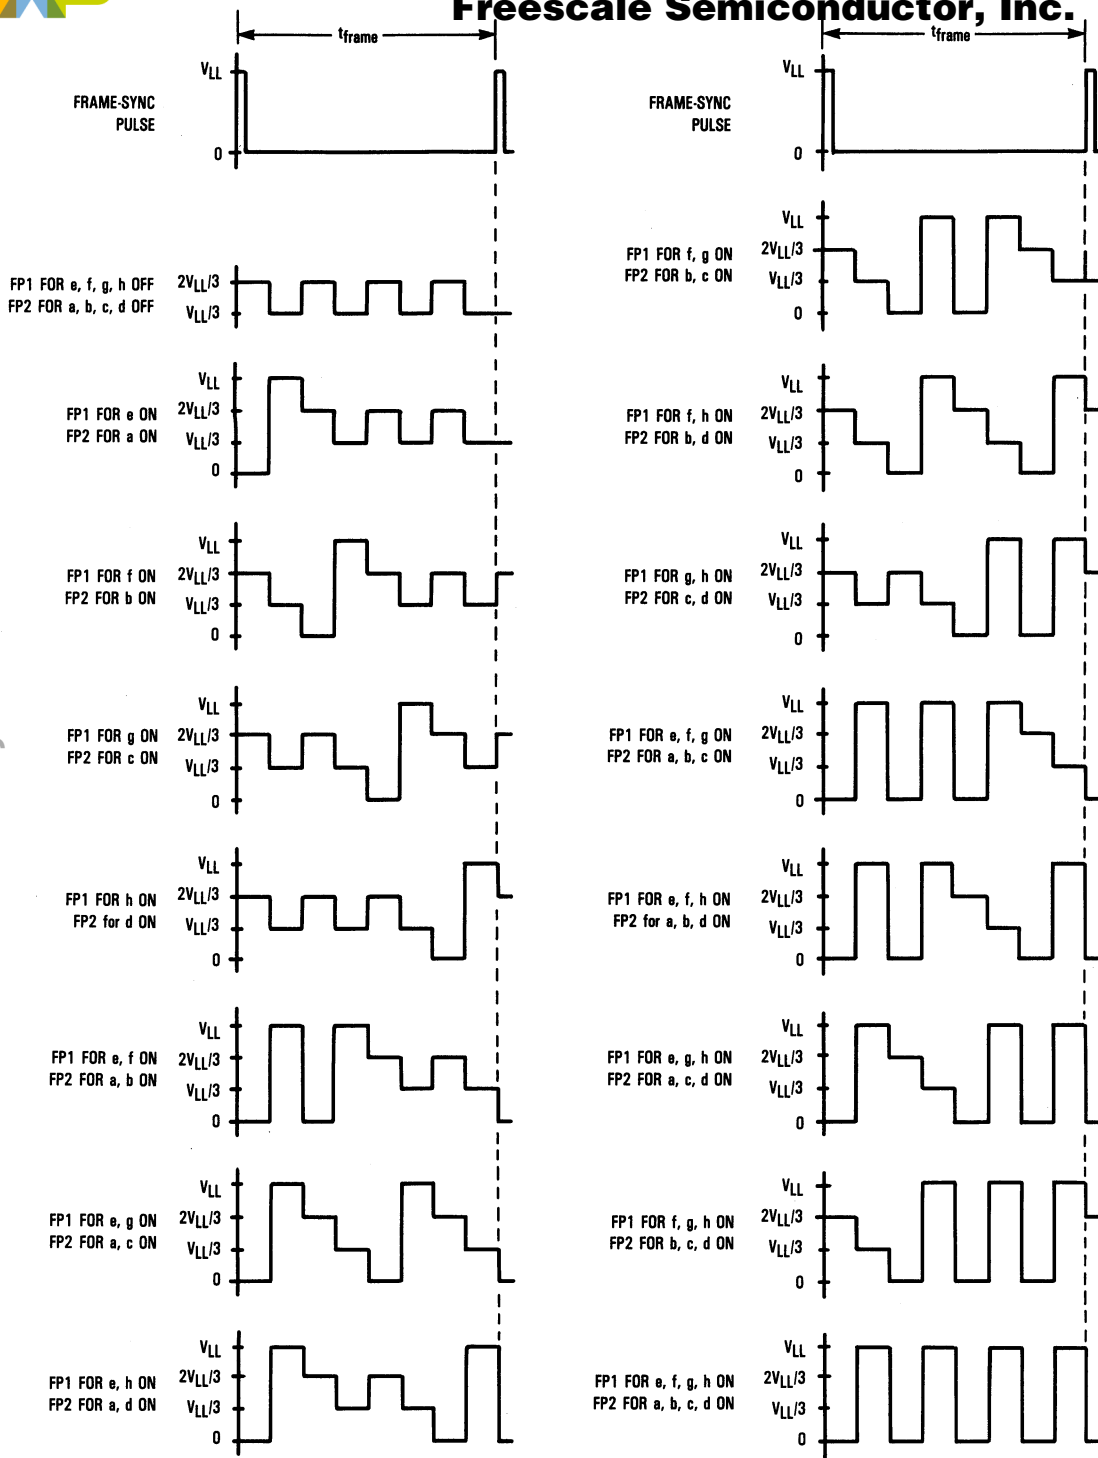 Freescale Semiconductor, Inc.
tframe
VLL
FRAME-SYNC
PULSE
0
FP1 FOR e, f, g, h OFF
FP2 FOR a, b, c, d OFF
2VLL/3
VLL/3
VLL
FP1 FOR e ON
FP2 FOR a ON
2VLL/3
VLL/3
0
VLL
FP1 FOR f ON
FP2 FOR b ON
2VLL/3
VLL/3
0
VLL
FP1 FOR g ON
FP2 FOR c ON
2VLL/3
VLL/3
0
VLL
FP1 FOR h ON
FP2 for d ON
2VLL/3
VLL/3
0
VLL
FP1 FOR e, f ON
FP2 FOR a, b ON
2VLL/3
VLL/3
0
VLL
FP1 FOR e, g ON
FP2 FOR a, c ON
2VLL/3
VLL/3
0
VLL
FP1 FOR e, h ON
FP2 FOR a, d ON
2VLL/3
VLL/3
0
tframe
VLL
FRAME-SYNC
PULSE
0
VLL
FP1 FOR f, g ON
FP2 FOR b, c ON
2VLL/3
VLL/3
0
VLL
FP1 FOR f, h ON
FP2 FOR b, d ON
2VLL/3
VLL/3
0
VLL
FP1 FOR g, h ON
FP2 FOR c, d ON
2VLL/3
VLL/3
0
VLL
FP1 FOR e, f, g ON
FP2 FOR a, b, c ON
2VLL/3
VLL/3
0
VLL
FP1 FOR e, f, h ON
FP2 for a, b, d ON
2VLL/3
VLL/3
0
VLL
FP1 FOR e, g, h ON
FP2 FOR a, c, d ON
2VLL/3
VLL/3
0
VLL
FP1 FOR f, g, h ON
FP2 FOR b, c, d ON
2VLL/3
VLL/3
0
VLL
FP1 FOR e, f, g, h ON
FP2 FOR a, b, c, d ON
2VLL/3
VLL/3
0